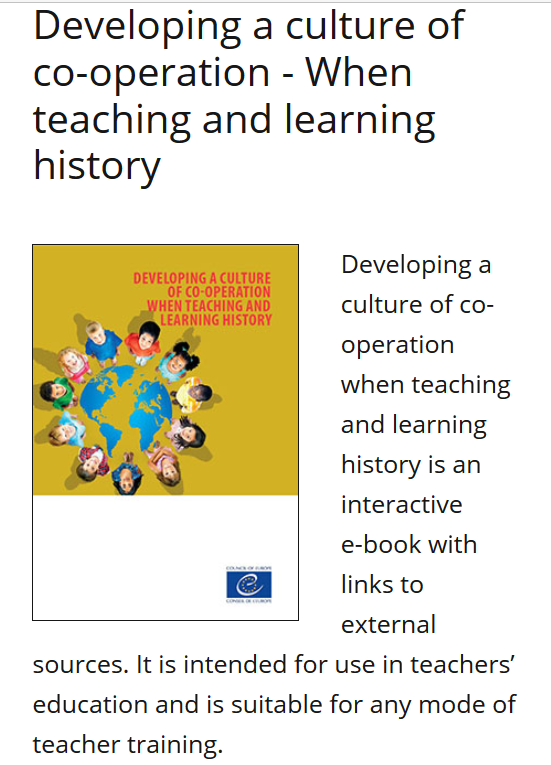 Developing a culture of
co-operation - When
teaching and learning
history
DEVELOPING A CULTURE
OF CO-OPERATION
WHEN TEACHING AND
LEARNING HISTORY
COUNCIL OF EUROPE
CONSEIL DE L'EUROPE
Developing a
culture of co-
operation
when teaching
and learning
history is an
interactive
e-book with
links to
external
sources. It is intended for use in teachers’
education and is suitable for any mode of
teacher training.